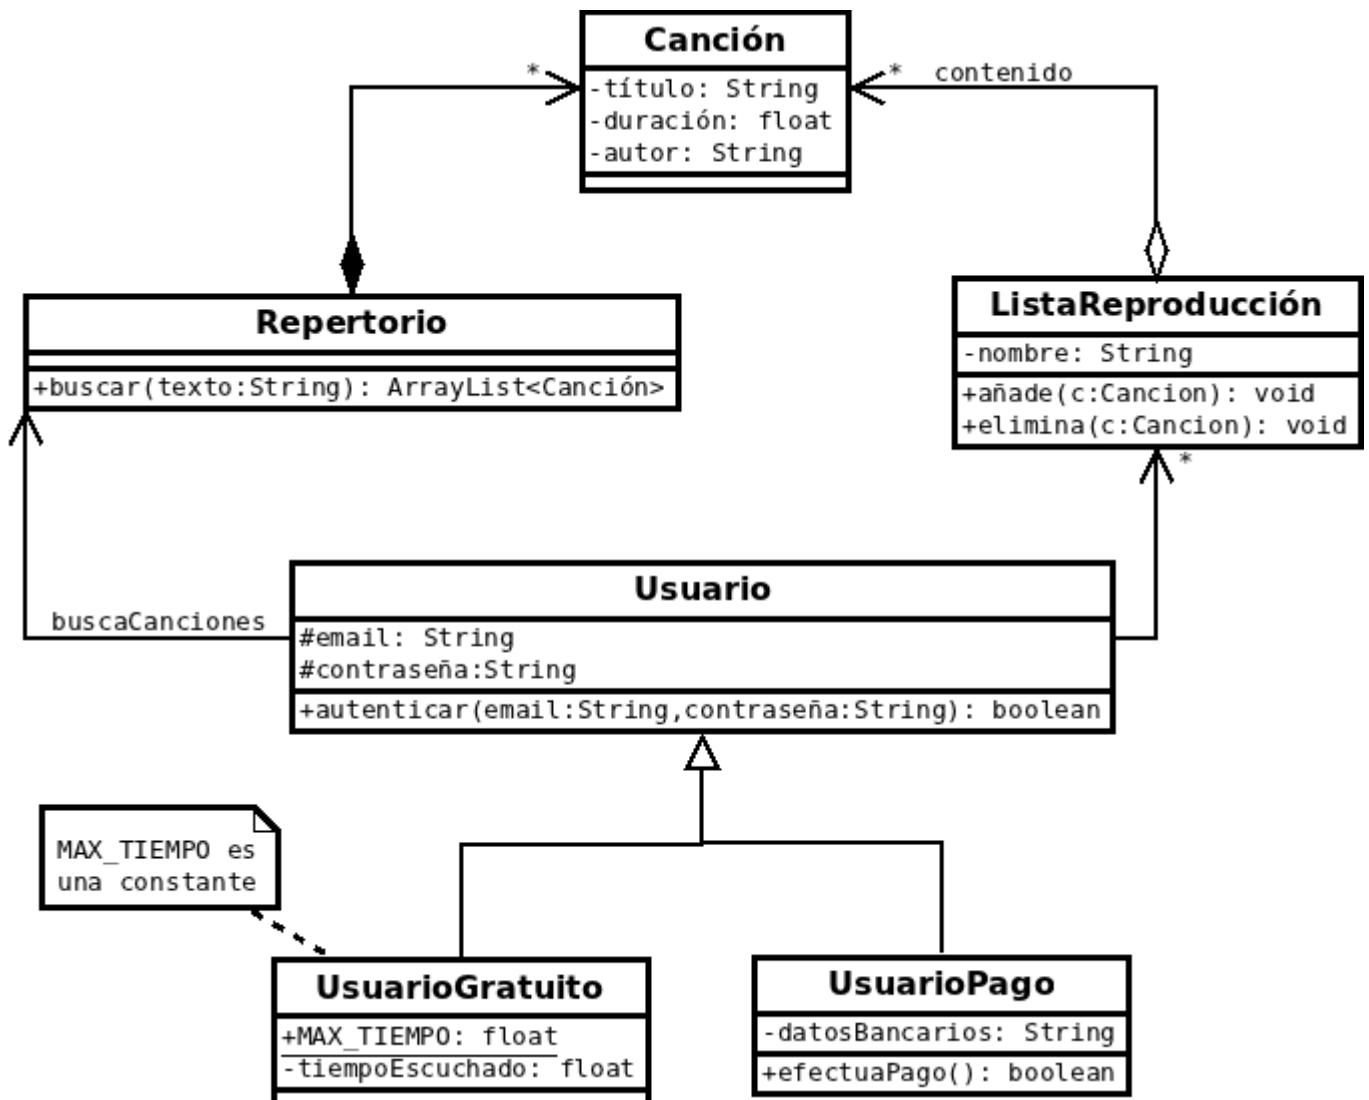 Canción
-título: String
-duración: float
-autor: String
*
* contenido
Repertorio
+buscar(texto:String): ArrayList<Canción>
ListaReproducción
-nombre: String
+añade(c:Cancion): void
+elimina(c:Cancion): void
*
buscaCanciones
Usuario
#email: String
#contraseña:String
+autenticar(email:String,contraseña:String): boolean
MAX_TIEMPO es
una constante
UsuarioGratuito
+MAX_TIEMPO: float
-tiempoEscuchado: float
UsuarioPago
-datosBancarios: String
+efectuaPago(): boolean